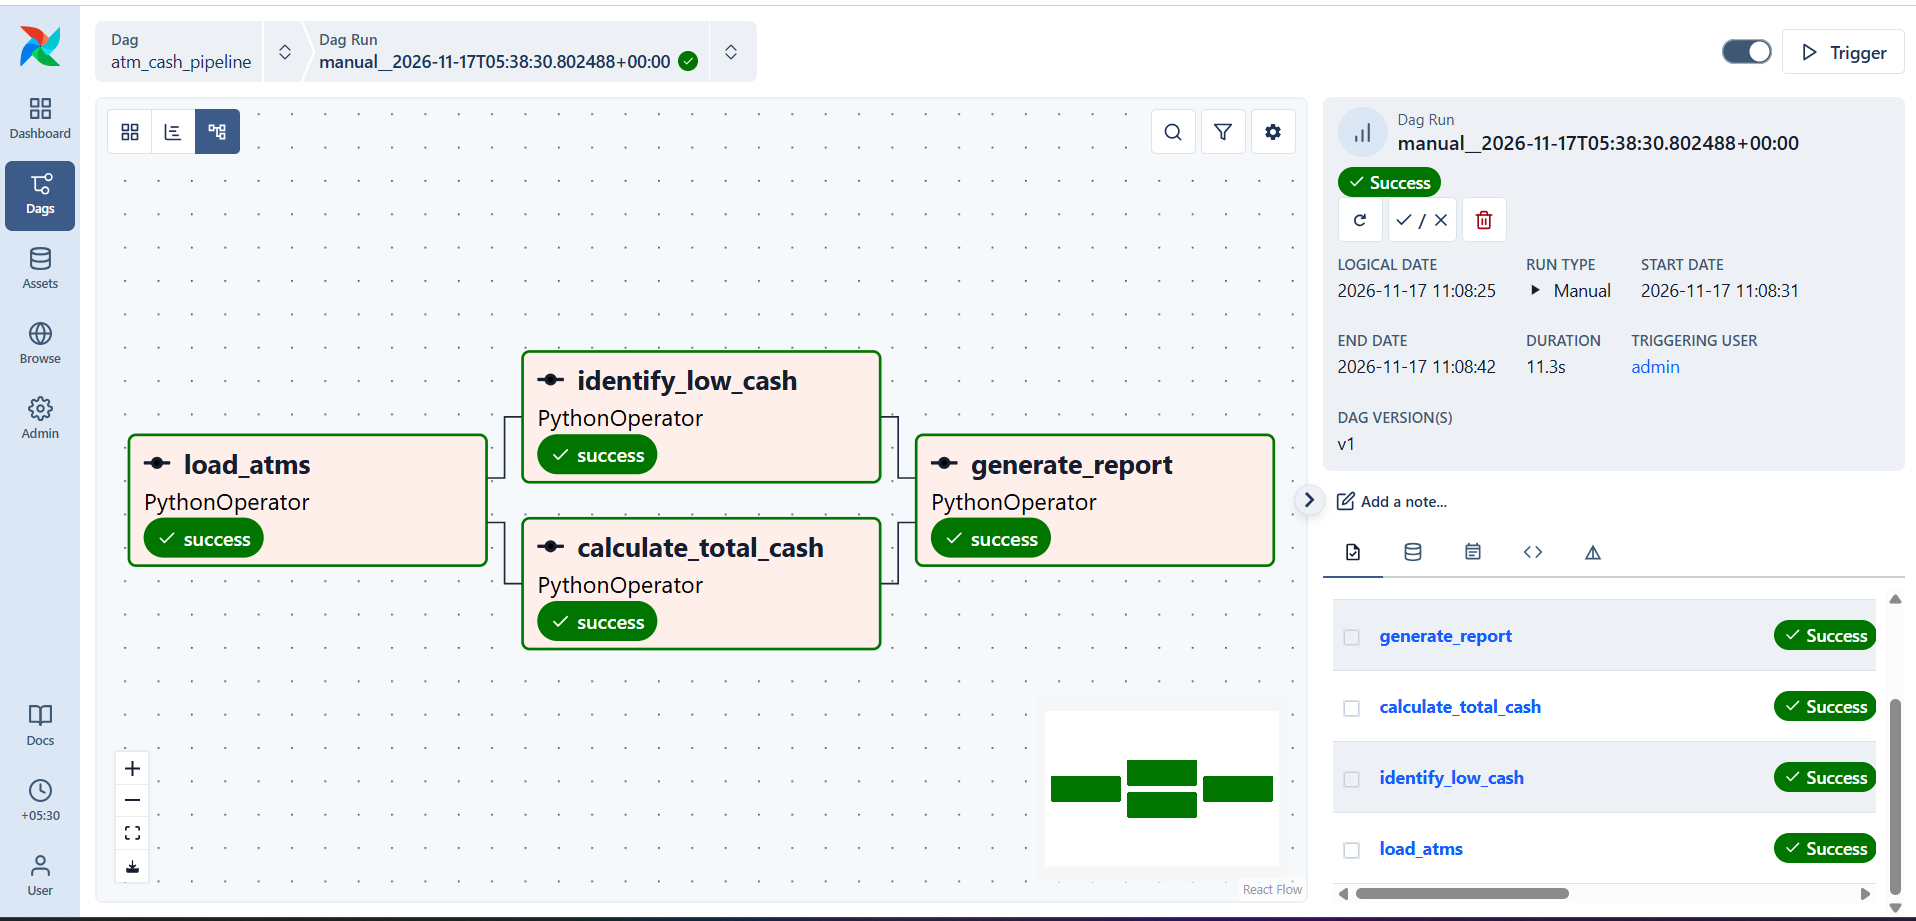 Dag
atm_cash_pipeline
Dag Run
manual__2026-11-17T05:38:30.802488+00:00
Trigger
Dashboard
Dags
Assets
Browse
Admin
Docs
+05:30
User
load_atms
PythonOperator
success
identify_low_cash
PythonOperator
success
calculate_total_cash
PythonOperator
success
generate_report
PythonOperator
success
React Flow
Dag Run
manual__2026-11-17T05:38:30.802488+00:00
Success
/
LOGICAL DATE RUN TYPE START DATE
2026-11-17 11:08:25 Manual 2026-11-17 11:08:31
END DATE DURATION TRIGGERING USER
2026-11-17 11:08:42 11.3s admin
DAG VERSION(S)
v1
Add a note...
generate_report Success
calculate_total_cash Success
identify_low_cash Success
load_atms Success